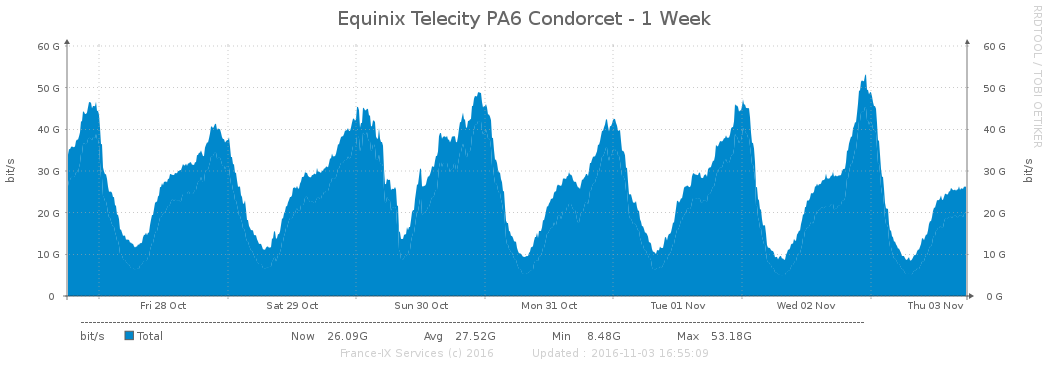 Equinix Telecity PA6 Condorcet - 1 Week
RRDTOOL / TOBI OETIKER
60 G 60 G
50 G 50 G
40 G 40 G
30 G 30 G
20 G 20 G
10 G 10 G
0 0 G
bit/s
bit/s
Fri 28 Oct Sat 29 Oct Sun 30 Oct Mon 31 Oct Tue 01 Nov Wed 02 Nov Thu 03 Nov
bit/s Total Now 26.09G Avg 27.52G Min 8.48G Max 53.18G
France-IX Services (c) 2016 Updated : 2016-11-03 16:55:09